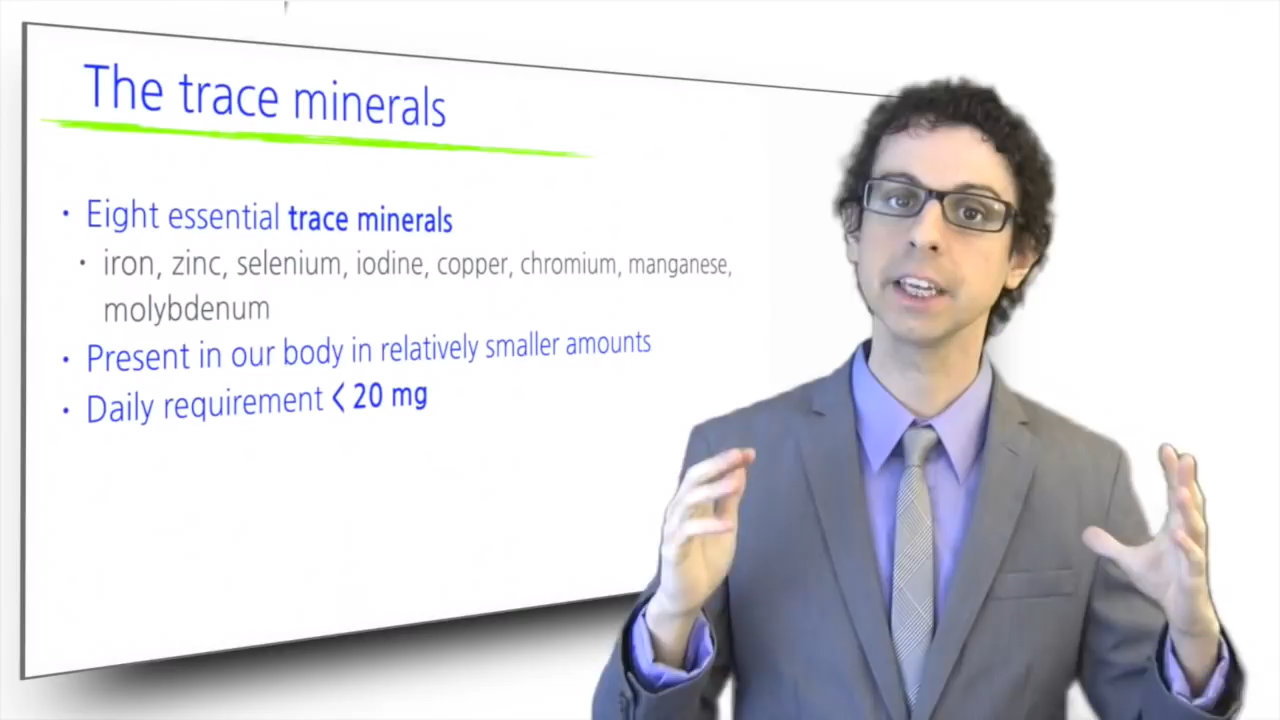 The trace minerals
• Eight essential trace minerals
• iron, zinc, selenium, iodine, copper, chromium, manganese,
molybdenum
• Present in our body in relatively smaller amounts
• Daily requirement < 20 mg